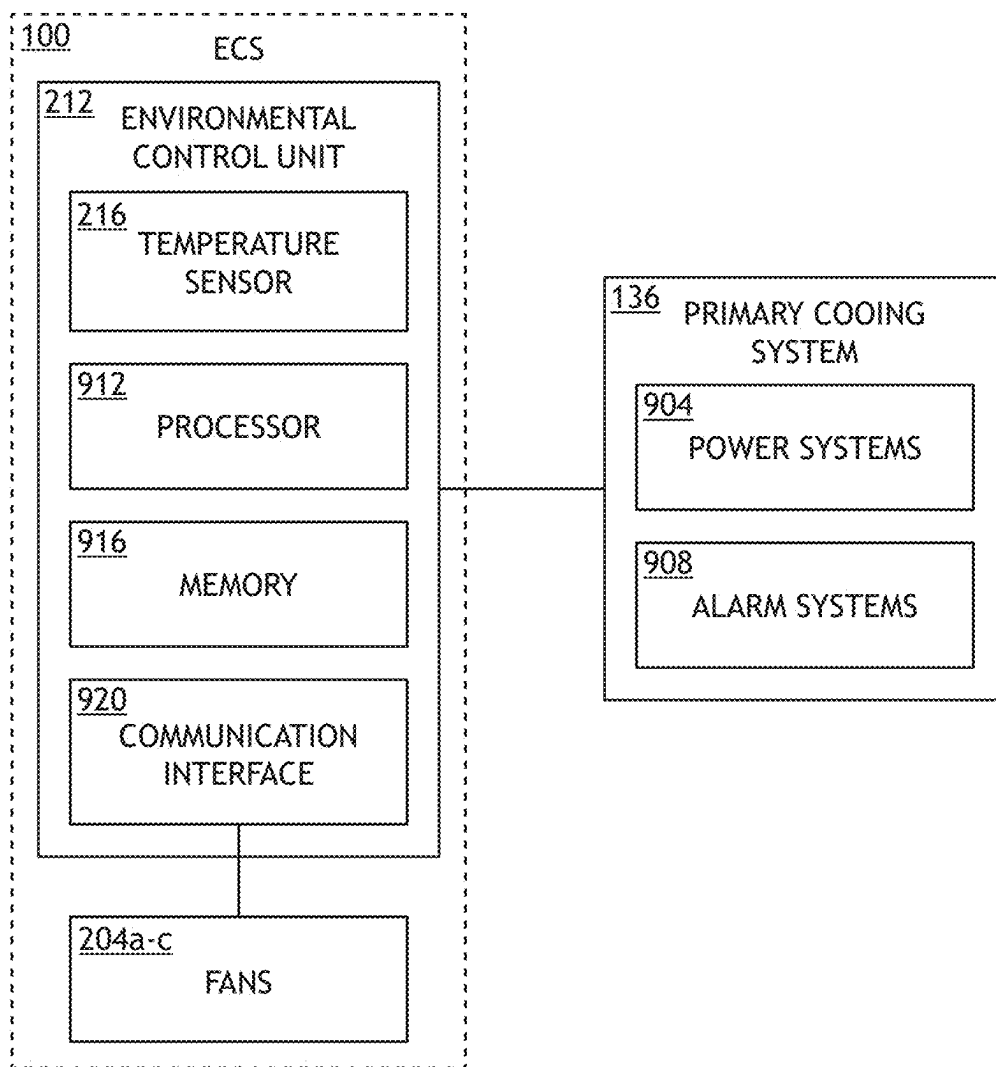 100
ECS
212
ENVIRONMENTAL
CONTROL UNIT
216
TEMPERATURE
SENSOR
912
PROCESSOR
916
MEMORY
920
COMMUNICATION
INTERFACE
204a-c
FANS
136
PRIMARY COOING
SYSTEM
904
POWER SYSTEMS
908
ALARM SYSTEMS